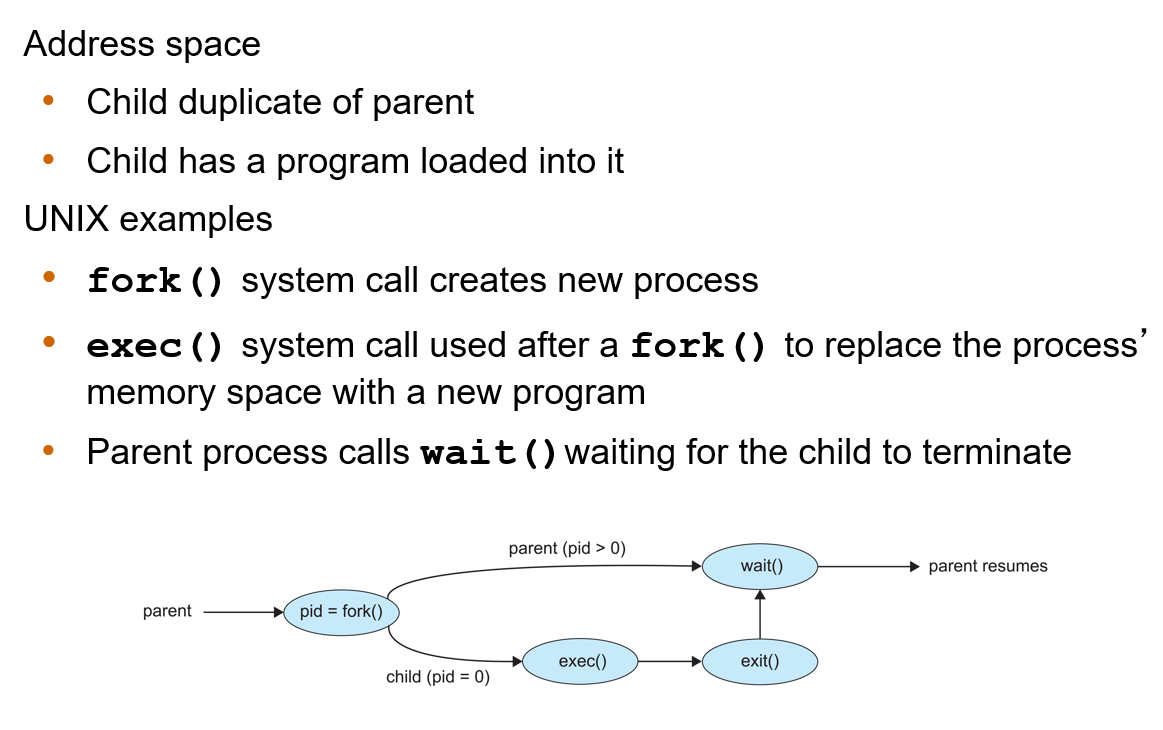 Address space
• Child duplicate of parent
• Child has a program loaded into it
UNIX examples
• fork() system call creates new process
• exec() system call used after a fork() to replace the process’
memory space with a new program
• Parent process calls wait()waiting for the child to terminate
parent (pid > 0)
wait()
parent resumes
parent
pid = fork()
child (pid = 0)
exec()
exit()